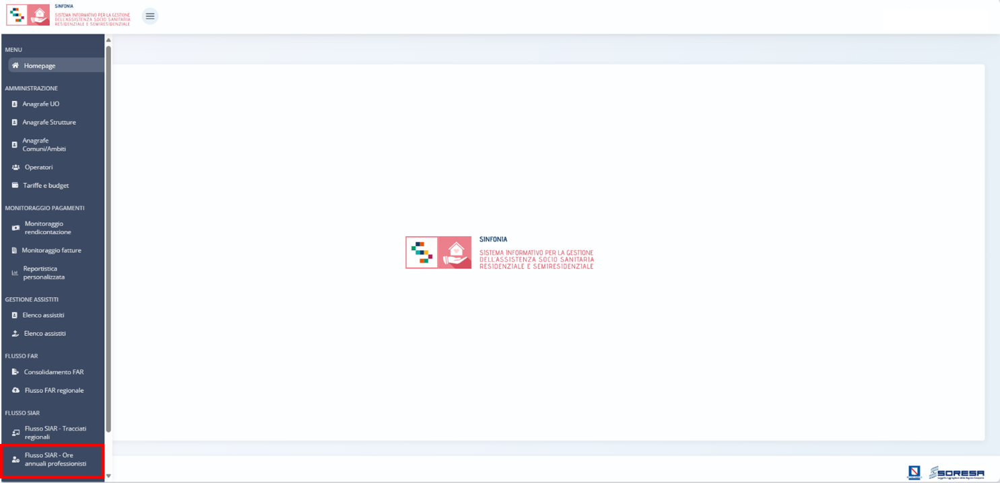 SINFONIA
SISTEMA INFORMATIVO PER LA GESTIONE
DELL'ASSISTENZA SOCIO SANITARIA
RESIDENZIALE E SEMIRESIDENZIALE
MENU
Homepage
AMMINISTRAZIONE
Anagrafe UO
Anagrafe Strutture
Anagrafe
Comuni/Ambiti
Operatori
Tariffe e budget
MONITORAGGIO PAGAMENTI
Monitoraggio
rendicontazione
Monitoraggio fatture
Reportistica
personalizzata
GESTIONE ASSISTITI
Elenco assistiti
Elenco assistiti
FLUSSO FAR
Consolidamento FAR
Flusso FAR regionale
FLUSSO SIAR
Flusso SIAR - Tracciati
regionali
Flusso SIAR - Ore
annuali professionisti
SINFONIA
SISTEMA INFORMATIVO PER LA GESTIONE
DELL'ASSISTENZA SOCIO SANITARIA
RESIDENZIALE E SEMIRESIDENZIALE
SORESA